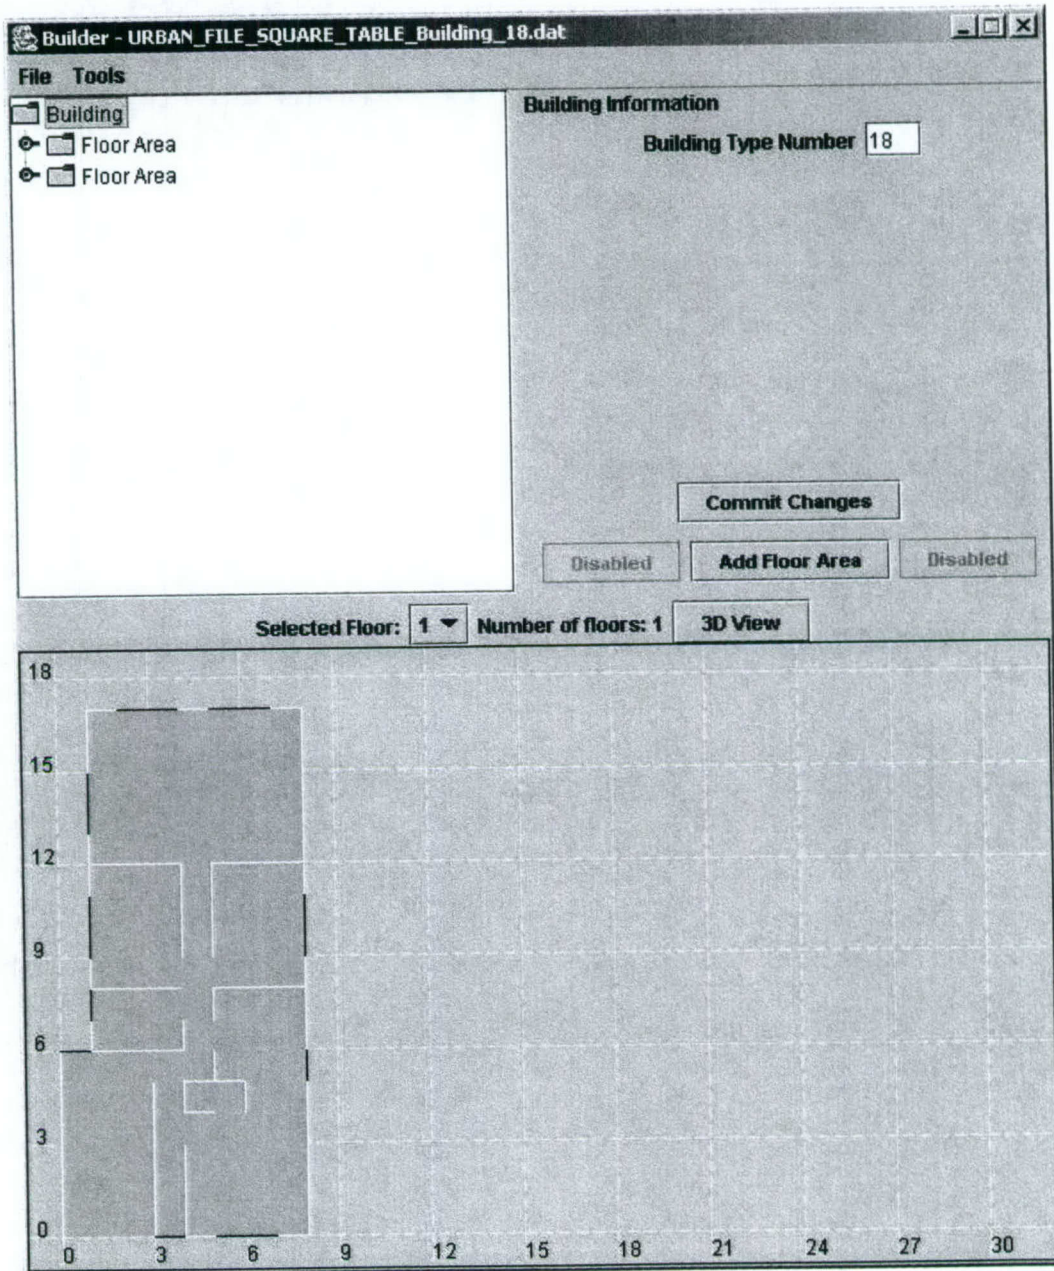 Builder - URBAN_FILE_SQUARE_TABLE_Building_18.dat
File Tools
Building
Floor Area
Floor Area
Building Information
Building Type Number 18
Commit Changes
Disabled Add Floor Area Disabled
Selected Floor: 1 Number of floors: 1 3D View
18
15
12
9
6
3
0
0 3 6 9 12 15 18 21 24 27 30